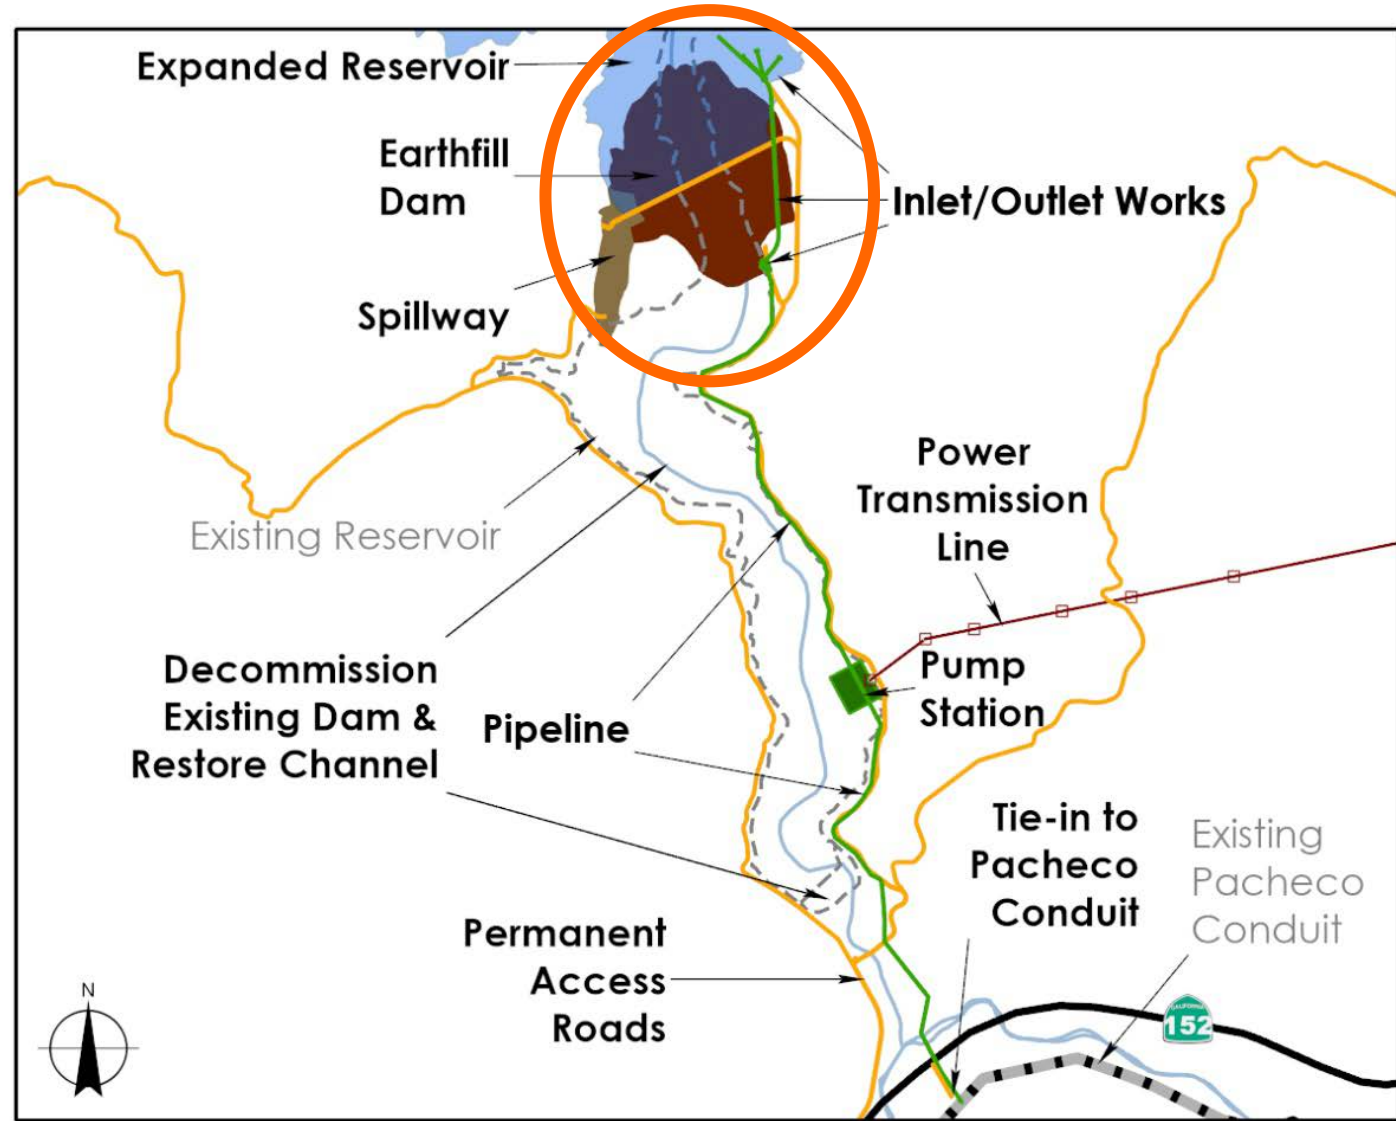 Expanded Reservoir
Earthfill
Dam
Inlet/Outlet Works
Spillway
Power
Transmission
Line
Existing Reservoir
Decommission
Existing Dam &
Restore Channel
Pipeline
Pump
Station
Tie-in to
Pacheco
Conduit
Existing
Pacheco
Conduit
Permanent
Access
Roads
N
CALIFORNIA
152